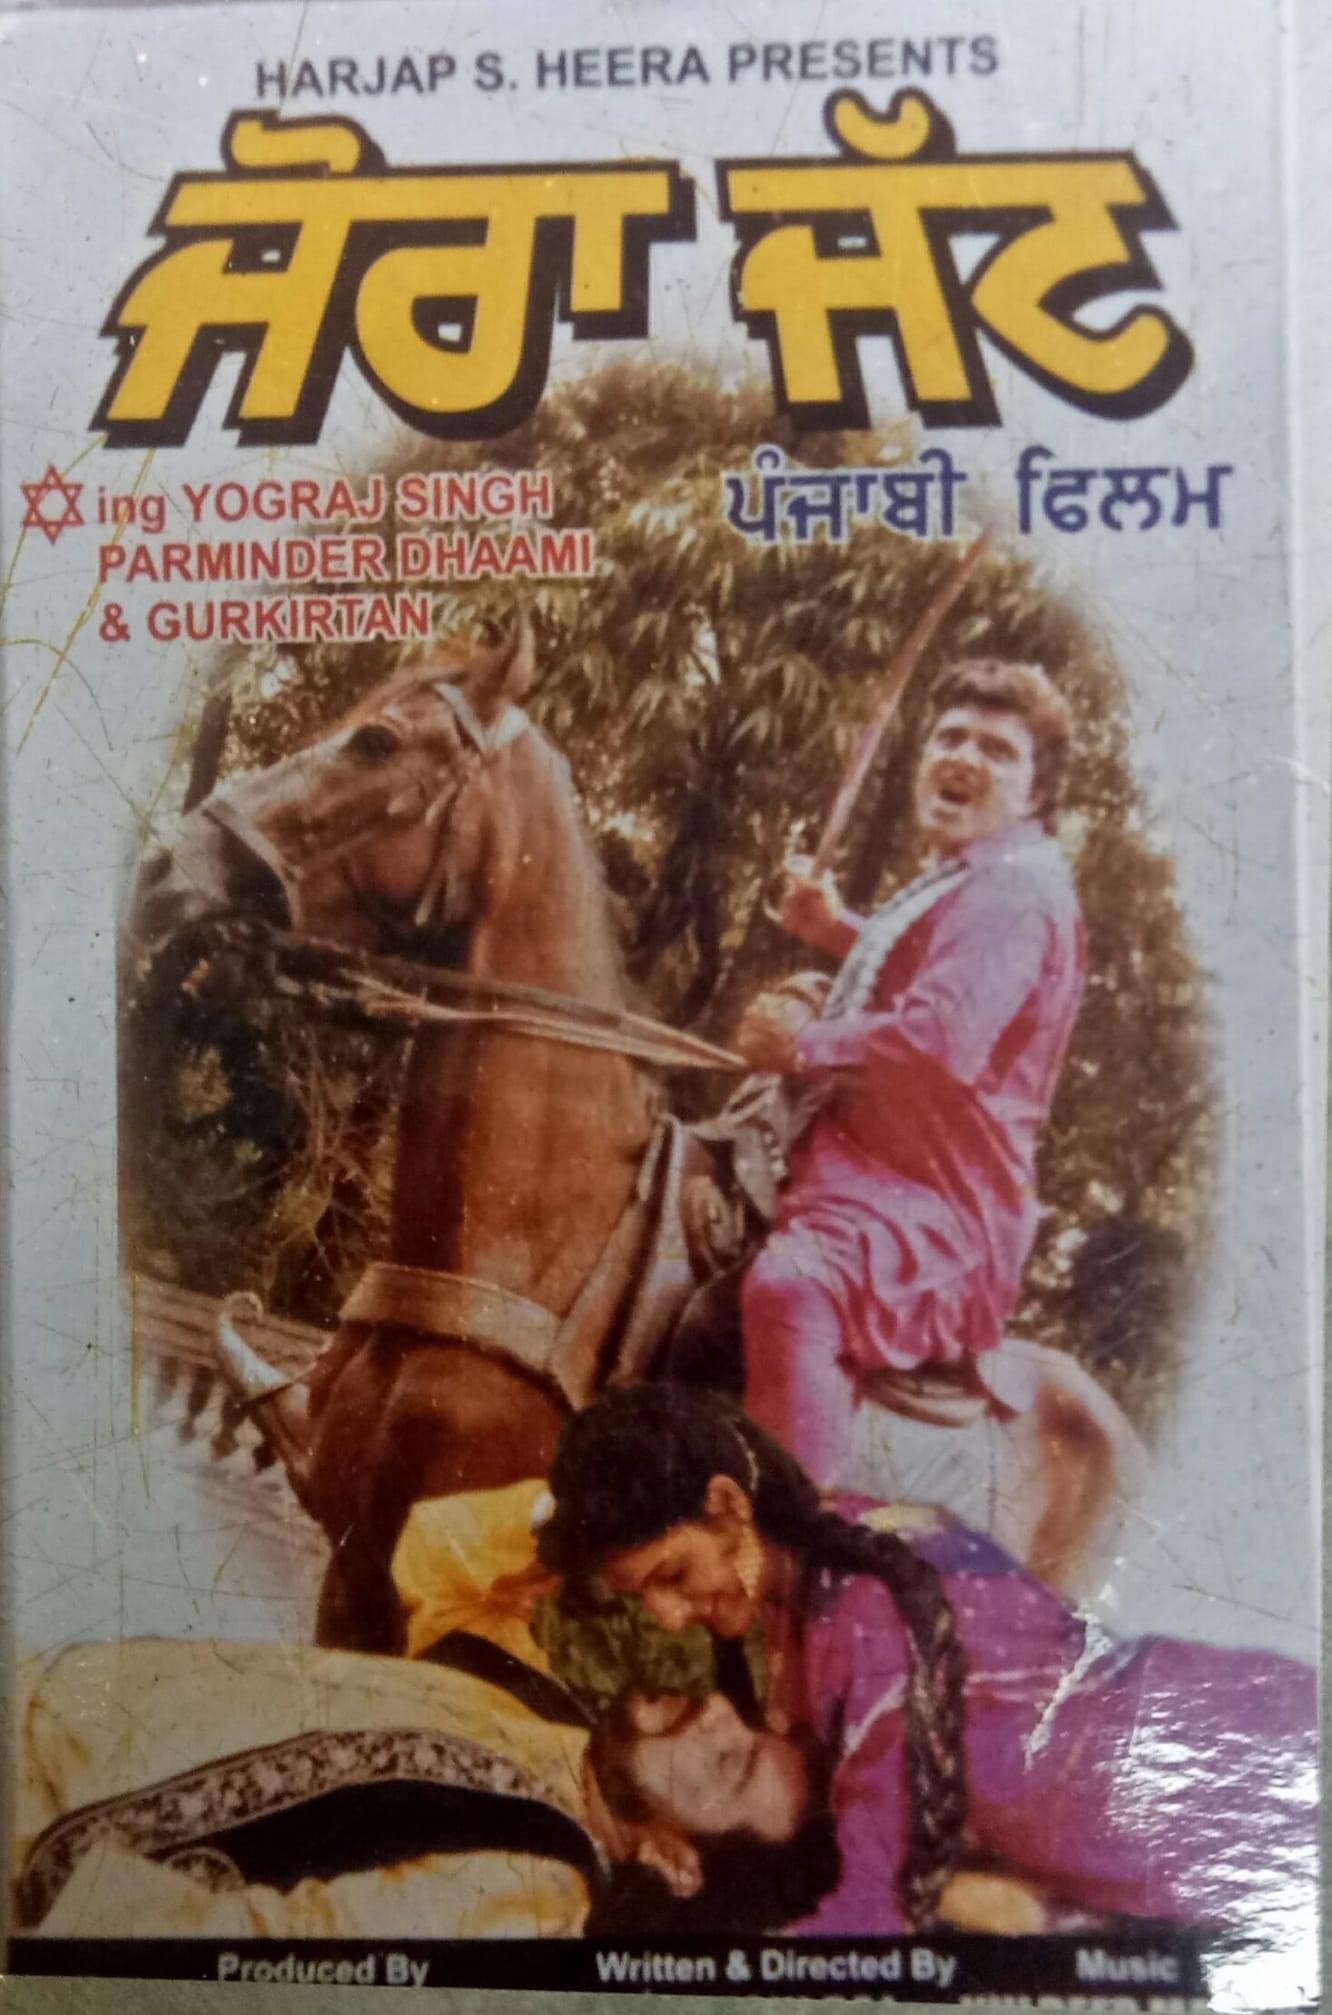 HARJAP S. HEERA PRESENTS
ਜੋਰਾ ਜੱਟ
ing YOGRAJ SINGH
PARMINDER DHAAMI
& GURKIRTAN
ਪੰਜਾਬੀ ਫਿਲਮ
Produced By Written & Directed By Music